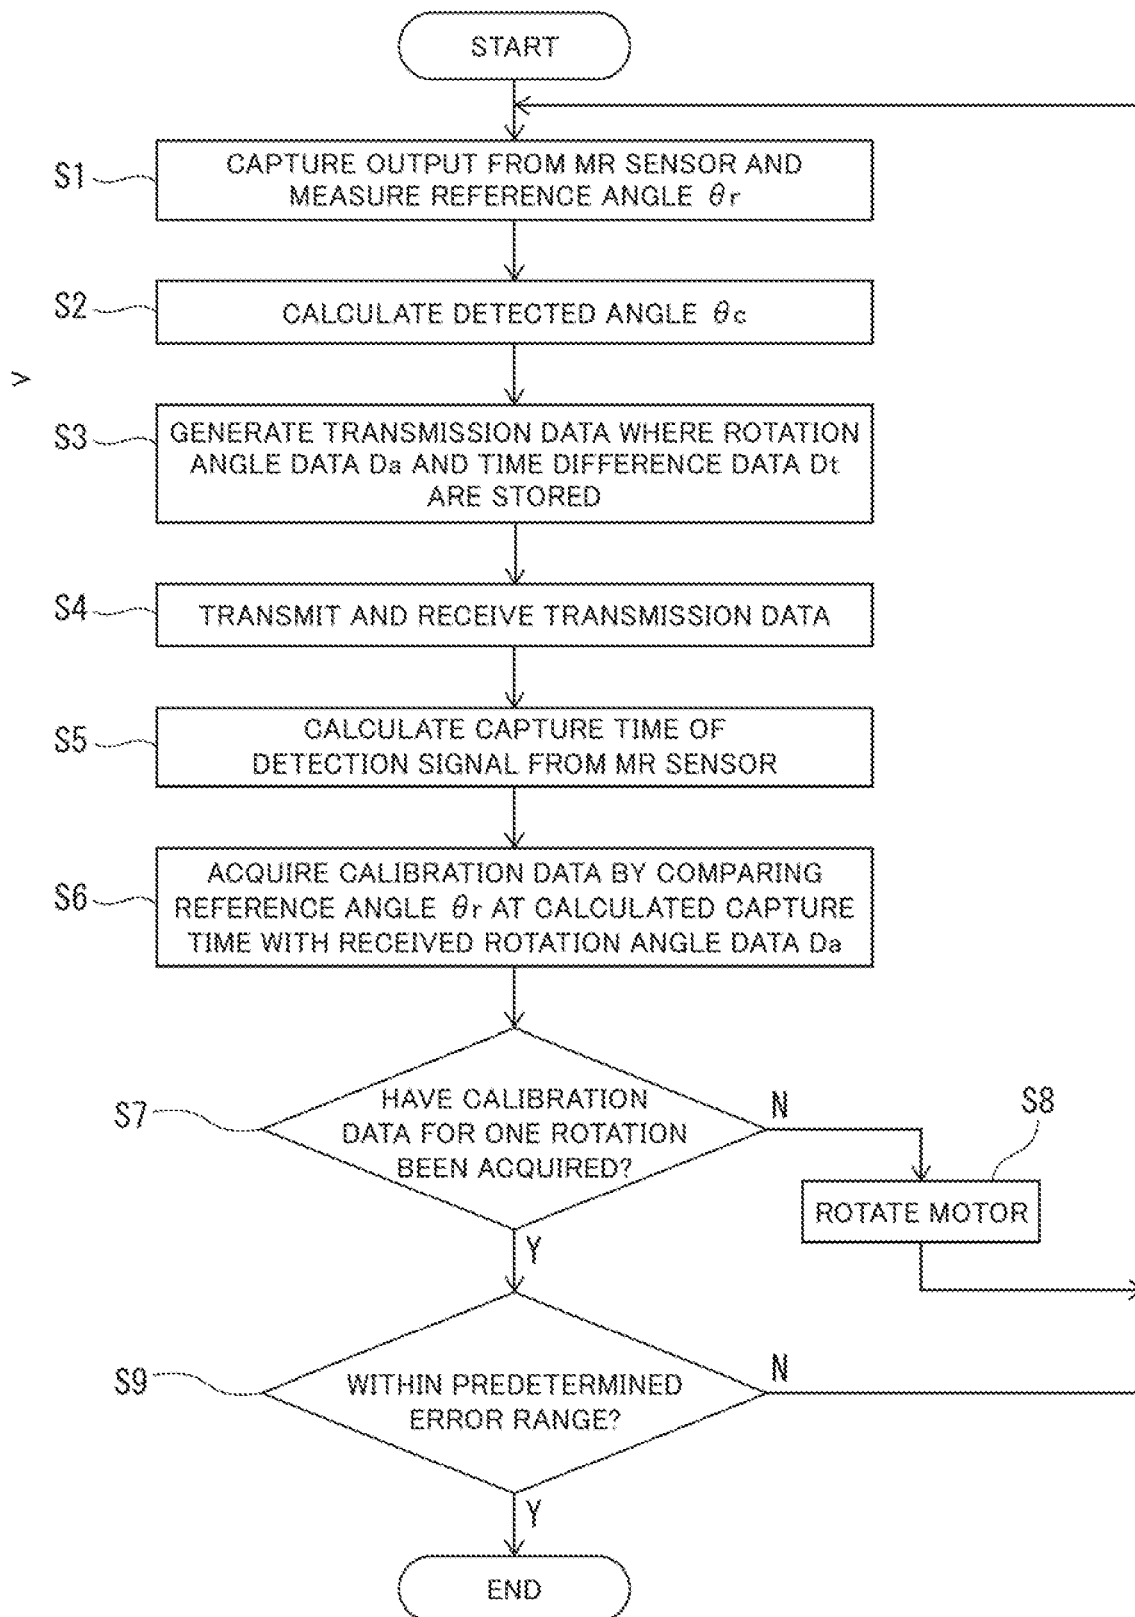 START
S1
CAPTURE OUTPUT FROM MR SENSOR AND
MEASURE REFERENCE ANGLE θr
S2
CALCULATE DETECTED ANGLE θc
>
S3
GENERATE TRANSMISSION DATA WHERE ROTATION
ANGLE DATA Da AND TIME DIFFERENCE DATA Dt
ARE STORED
S4
TRANSMIT AND RECEIVE TRANSMISSION DATA
S5
CALCULATE CAPTURE TIME OF
DETECTION SIGNAL FROM MR SENSOR
S6
ACQUIRE CALIBRATION DATA BY COMPARING
REFERENCE ANGLE θr AT CALCULATED CAPTURE
TIME WITH RECEIVED ROTATION ANGLE DATA Da
S7
HAVE CALIBRATION
DATA FOR ONE ROTATION
BEEN ACQUIRED?
N
S8
ROTATE MOTOR
Y
S9
WITHIN PREDETERMINED
ERROR RANGE?
N
Y
END